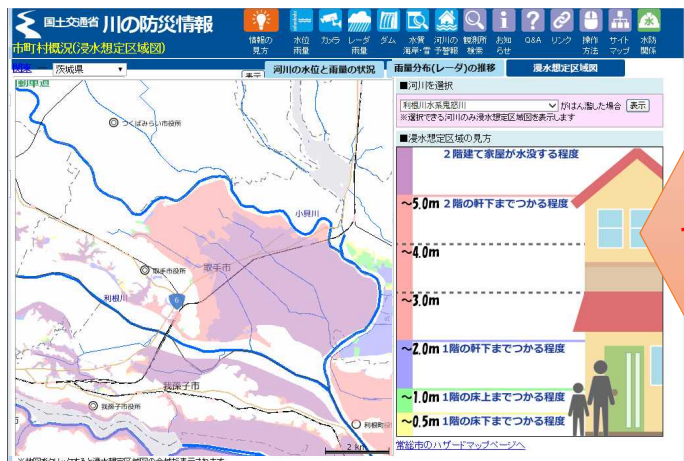 国土交通省 川の防災情報
市町村概況(浸水想定区域図)
情報の見方
水位雨量
カメラ
レーダ雨量
ダム
水質海岸・雪
河川の予警報
観測所検索
お知らせ
Q&A
リンク
操作方法
サイトマップ
水防関係
関東
茨城県
表示
河川の水位と雨量の状況
雨量分布(レーダ)の推移
浸水想定区域図
■河川を選択
利根川水系鬼怒川
がはん濫した場合
表示
※選択できる河川のみ浸水想定区域図を表示します
■浸水想定区域の見方
2階建て家屋が水没する程度
~5.0m 2階の軒下までつかる程度
~4.0m
~3.0m
~2.0m 1階の軒下までつかる程度
~1.0m 1階の床上までつかる程度
~0.5m 1階の床下までつかる程度
常総市のハザードマップページへ
自動車道
つくばみらい市役所
小貝川
取手市役所
取手市
利根川
6
我孫子市
我孫子市役所
利根町
2 km